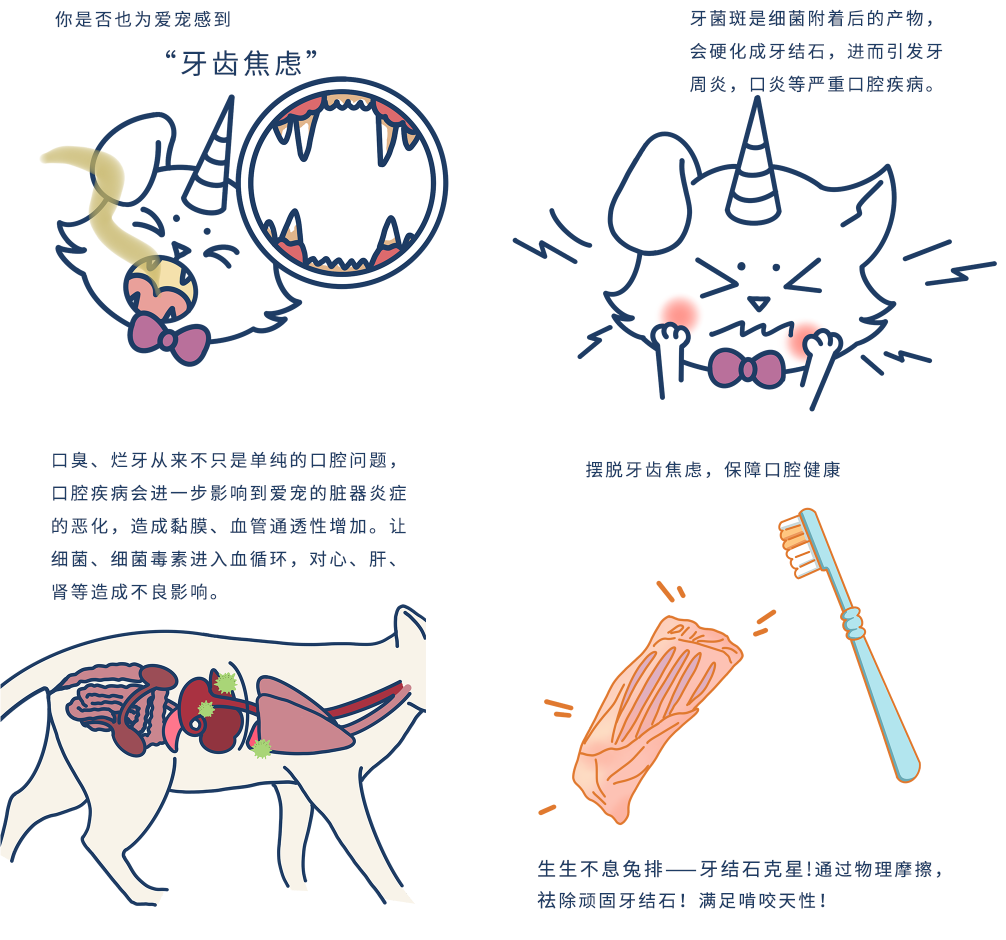 你是否也为爱宠感到
“牙齿焦虑”
牙菌斑是细菌附着后的产物，
会硬化成牙结石，进而引发牙
周炎，口炎等严重口腔疾病。
口臭、烂牙从来不只是单纯的口腔问题，
口腔疾病会进一步影响到爱宠的脏器炎症
的恶化，造成黏膜、血管通透性增加。让
细菌、细菌毒素进入血循环，对心、肝、
肾等造成不良影响。
摆脱牙齿焦虑，保障口腔健康
生生不息兔排——牙结石克星!通过物理摩擦，
祛除顽固牙结石！满足啃咬天性！